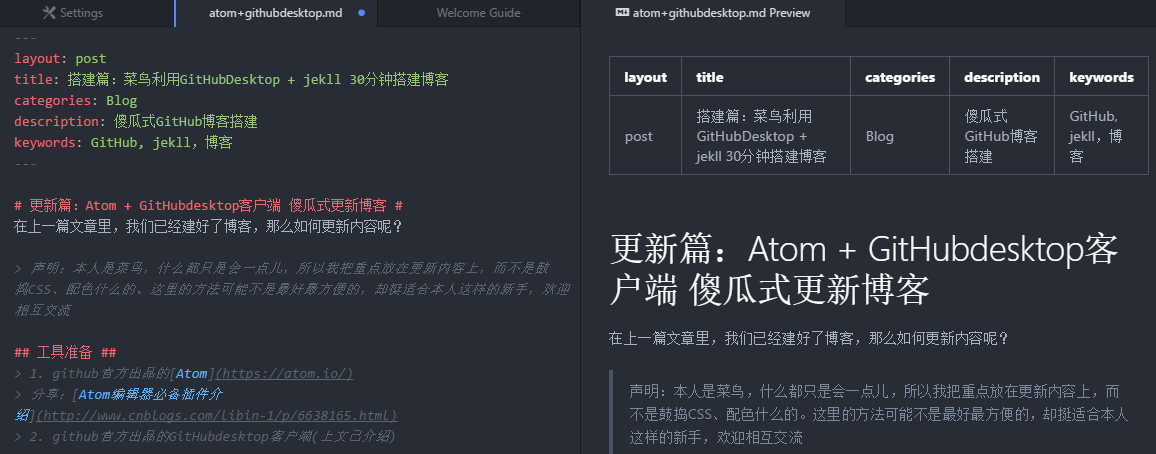 Settings
atom+githubdesktop.md
Welcome Guide
---
layout: post
title: 搭建篇：菜鸟利用GitHubDesktop + jekll 30分钟搭建博客
categories: Blog
description: 傻瓜式GitHub博客搭建
keywords: GitHub, jekll，博客
---
# 更新篇：Atom + GitHubdesktop客户端 傻瓜式更新博客 #
在上一篇文章里，我们已经建好了博客，那么如何更新内容呢？
> 声明：本人是菜鸟，什么都只是会一点儿，所以我把重点放在更新内容上，而不是鼓
捣CSS、配色什么的。这里的方法可能不是最好最方便的，却挺适合本人这样的新手，欢迎
相互交流
## 工具准备 ##
> 1. github官方出品的[Atom](https://atom.io/)
> 分享：[Atom编辑器必备插件介
绍](http://www.cnblogs.com/libin-1/p/6638165.html)
> 2. github官方出品的GitHubdesktop客户端(上文已介绍)
atom+githubdesktop.md Preview
layout title categories description keywords
post
搭建篇：菜鸟利用
GitHubDesktop +
jekll 30分钟搭建博客
Blog
傻瓜式
GitHub博客
搭建
GitHub,
jekll，博
客
更新篇：Atom + GitHubdesktop客
户端 傻瓜式更新博客
在上一篇文章里，我们已经建好了博客，那么如何更新内容呢？
声明：本人是菜鸟，什么都只是会一点儿，所以我把重点放在更新内容上，而
不是鼓捣CSS、配色什么的。这里的方法可能不是最好最方便的，却挺适合本人
这样的新手，欢迎相互交流